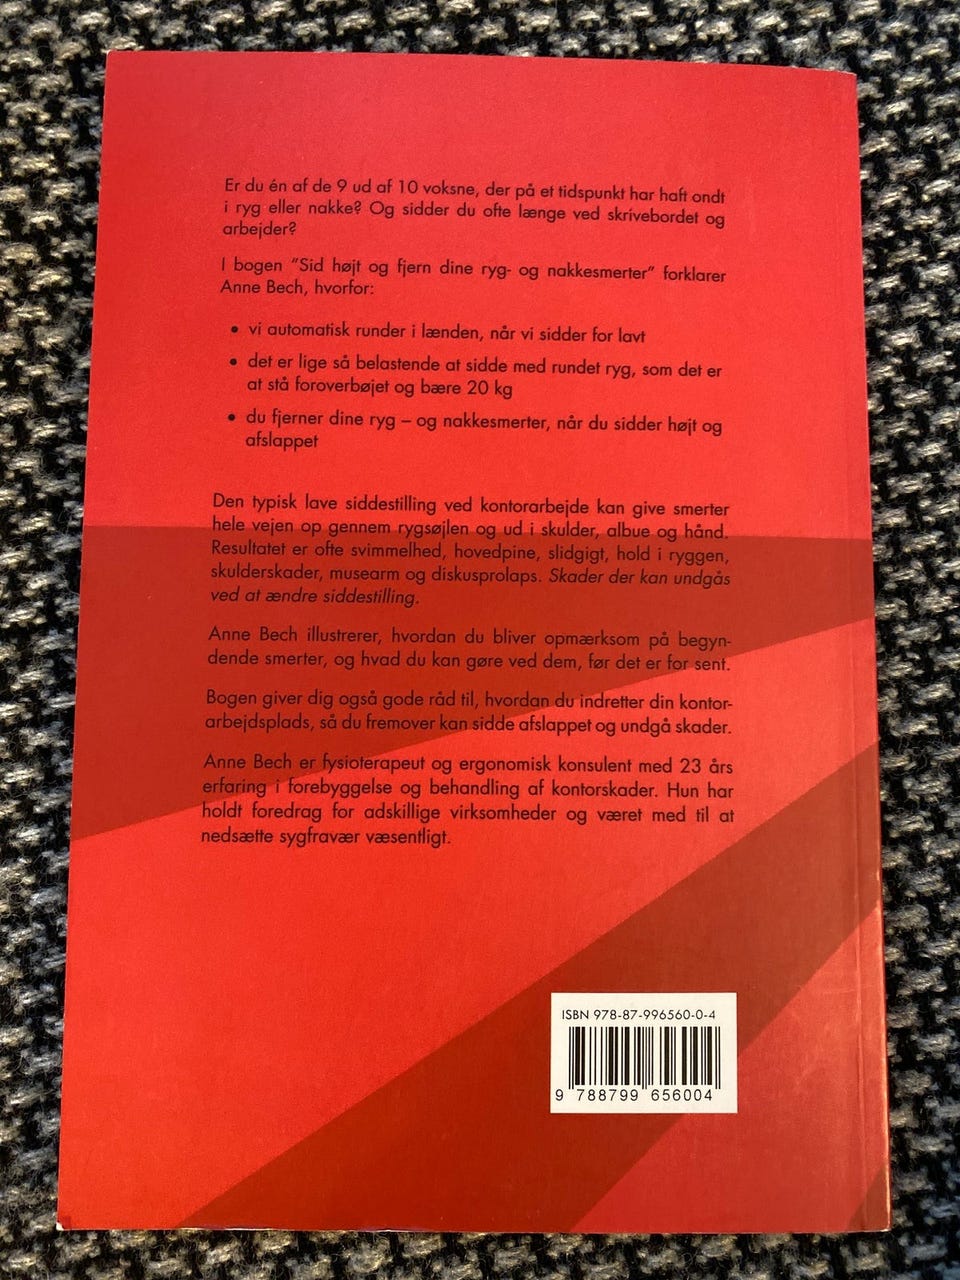 Er du én af de 9 ud af 10 voksne, der på et tidspunkt har haft ondt
i ryg eller nakke? Og sidder du ofte længe ved skrivebordet og
arbejder?
I bogen "Sid højt og fjern dine ryg- og nakkesmerter" forklarer
Anne Bech, hvorfor:
• vi automatisk runder i lænden, når vi sidder for lavt
• det er lige så belastende at sidde med rundet ryg, som det er
at stå foroverbøjet og bære 20 kg
• du fjerner dine ryg – og nakkesmerter, når du sidder højt og
afslappet
Den typisk lave siddestilling ved kontorarbejde kan give smerter
hele vejen op gennem rygsøjlen og ud i skulder, albue og hånd.
Resultatet er ofte svimmelhed, hovedpine, slidgigt, hold i ryggen,
skulderskader, musearm og diskusprolaps. Skader der kan undgås
ved at ændre siddestilling.
Anne Bech illustrerer, hvordan du bliver opmærksom på begyn-
dende smerter, og hvad du kan gøre ved dem, før det er for sent.
Bogen giver dig også gode råd til, hvordan du indretter din kontor-
arbejdsplads, så du fremover kan sidde afslappet og undgå skader.
Anne Bech er fysioterapeut og ergonomisk konsulent med 23 års
erfaring i forebyggelse og behandling af kontorskader. Hun har
holdt foredrag for adskillige virksomheder og været med til at
nedsætte sygfravær væsentligt.
ISBN 978-87-996560-0-4
9 788799 656004